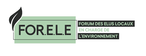 FORELE
FORUM DES ELUS LOCAUX
EN CHARGE DE
L'ENVIRONNEMENT